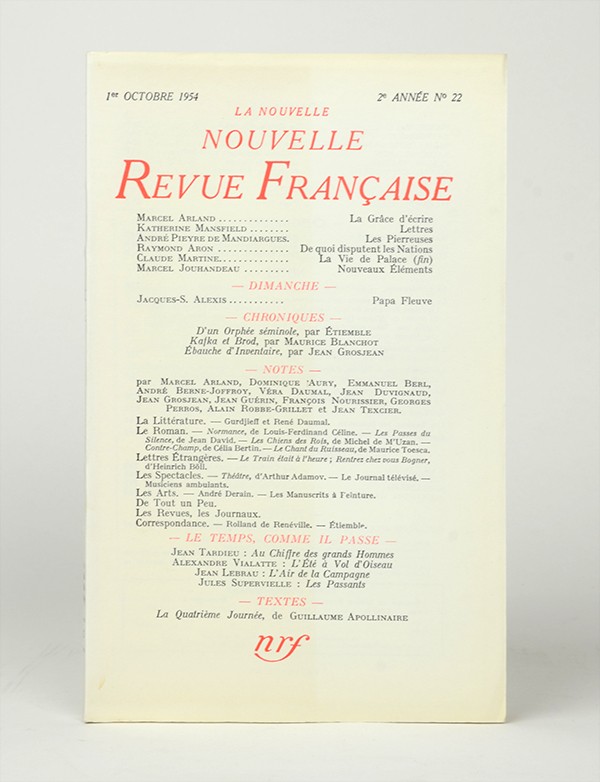 1er OCTOBRE 1954 2e ANNÉE No 22
LA NOUVELLE
NOUVELLE
REVUE FRANÇAISE
MARCEL ARLAND ............. La Grâce d'écrire
KATHERINE MANSFIELD ........ Lettres
ANDRÉ PIEYRE DE MANDIARGUES. Les Pierreuses
RAYMOND ARON .............. De quoi disputent les Nations
CLAUDE MARTINE............. La Vie de Palace (fin)
MARCEL JOUHANDEAU ......... Nouveaux Éléments
— DIMANCHE —
JACQUES-S. ALEXIS ........... Papa Fleuve
— CHRONIQUES —
D'un Orphée séminole, par ÉTIEMBLE
Kafka et Brod, par MAURICE BLANCHOT
Ébauche d'Inventaire, par JEAN GROSJEAN
— NOTES —
par MARCEL ARLAND, DOMINIQUE AURY, EMMANUEL BERL,
ANDRÉ BERNE-JOFFROY, VÉRA DAUMAL, JEAN DUVIGNAUD,
JEAN GROSJEAN, JEAN GUÉRIN, FRANÇOIS NOURISSIER, GEORGES
PERROS, ALAIN ROBBE-GRILLET et JEAN TEXCIER.
La Littérature. — Gurdjieff et René Daumal.
Le Roman. — Normance, de Louis-Ferdinand Céline. — Les Passes du
Silence, de Jean David. — Les Chiens des Rois, de Michel de M'Uzan. —
Contre-Champ, de Célia Bertin. — Le Chant du Ruisseau, de Maurice Toesca.
Lettres Étrangères. — Le Train était à l'heure ; Rentrez chez vous Bogner,
d'Heinrich Böll.
Les Spectacles. — Théâtre, d'Arthur Adamov. — Le Journal télévisé. —
Musiciens ambulants.
Les Arts. — André Derain. — Les Manuscrits à Peinture.
De Tout un Peu.
Les Revues, les Journaux.
Correspondance. — Rolland de Renéville. — Étiemble.
— LE TEMPS, COMME IL PASSE —
JEAN TARDIEU : Au Chiffre des grands Hommes
ALEXANDRE VIALATTE : L'Été à Vol d'Oiseau
JEAN LEBRAU : L'Air de la Campagne
JULES SUPERVIELLE : Les Passants
— TEXTES —
La Quatrième Journée, de GUILLAUME APOLLINAIRE
nrf